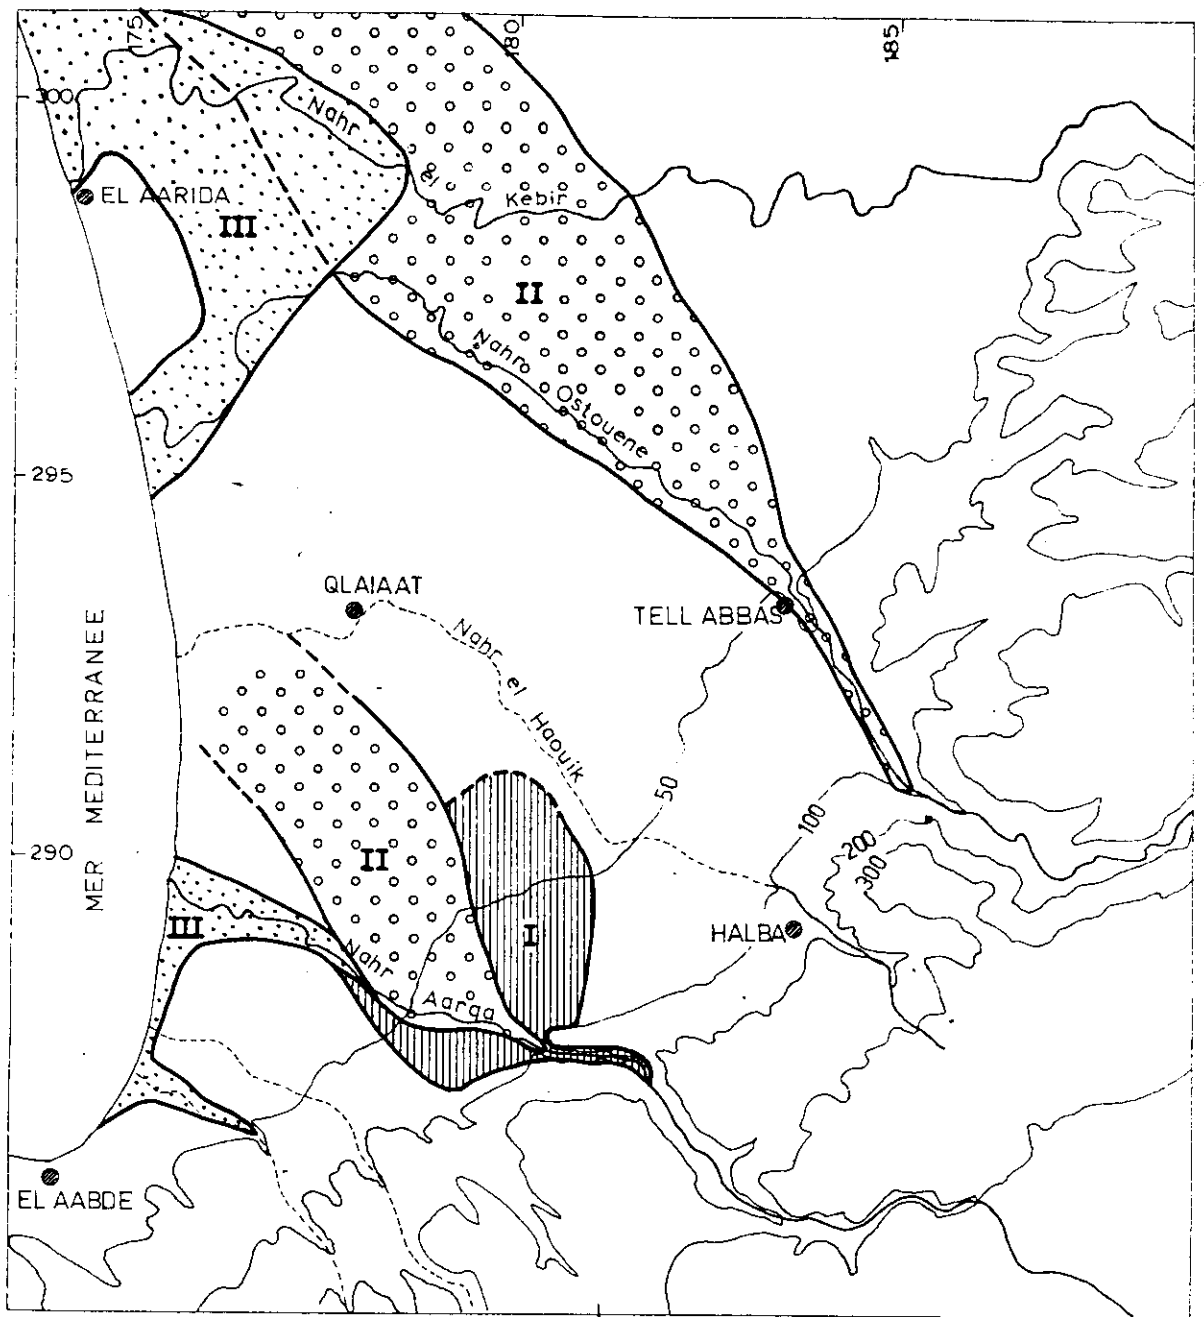 175
180
185
300
Nahr
el
Kebir
EL AARIDA
III
II
Nahr
Ostouene
295
QLAIAAT
TELL ABBAS
Nahr el Haouik
MER MEDITERRANEE
50
100
200
300
290
II
III
I
HALBA
Nahr
Aarqa
EL AABDE